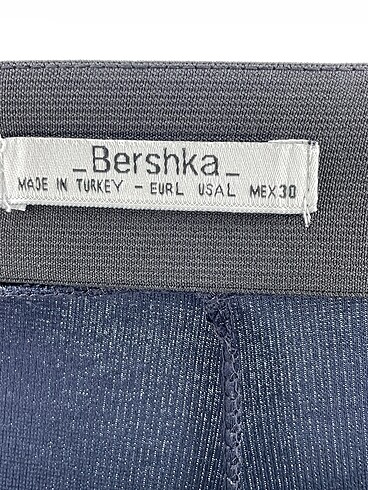 _Bershka_
MADE IN TURKEY - EURL USAL MEX30